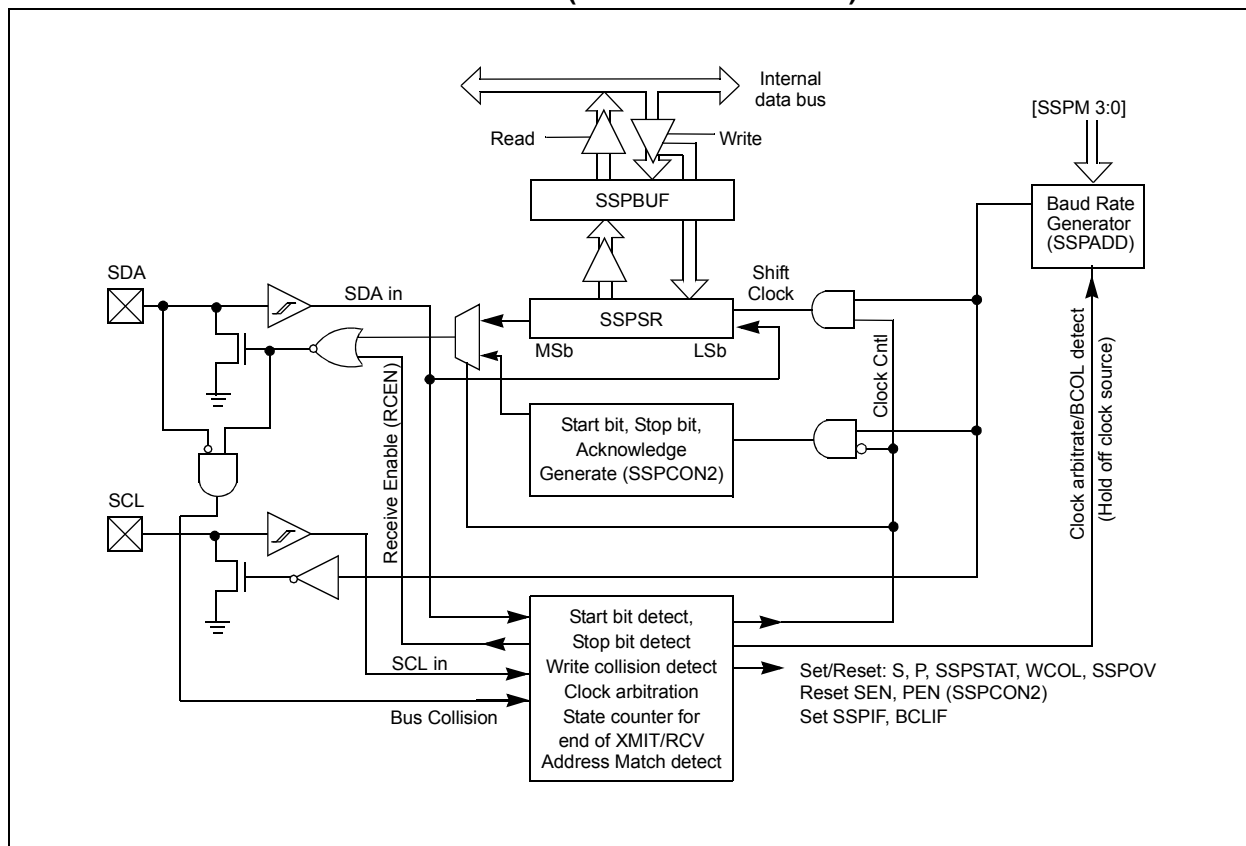 Internal
data bus
[SSPM 3:0]
Read
Write
SSPBUF
Baud Rate
Generator
(SSPADD)
SDA
SDA in
Shift
Clock
SSPSR
MSb
LSb
Receive Enable (RCEN)
Clock Cntl
Clock arbitrate/BCOL detect
(Hold off clock source)
Start bit, Stop bit,
Acknowledge
Generate (SSPCON2)
SCL
SCL in
Bus Collision
Start bit detect,
Stop bit detect
Write collision detect
Clock arbitration
State counter for
end of XMIT/RCV
Address Match detect
Set/Reset: S, P, SSPSTAT, WCOL, SSPOV
Reset SEN, PEN (SSPCON2)
Set SSPIF, BCLIF